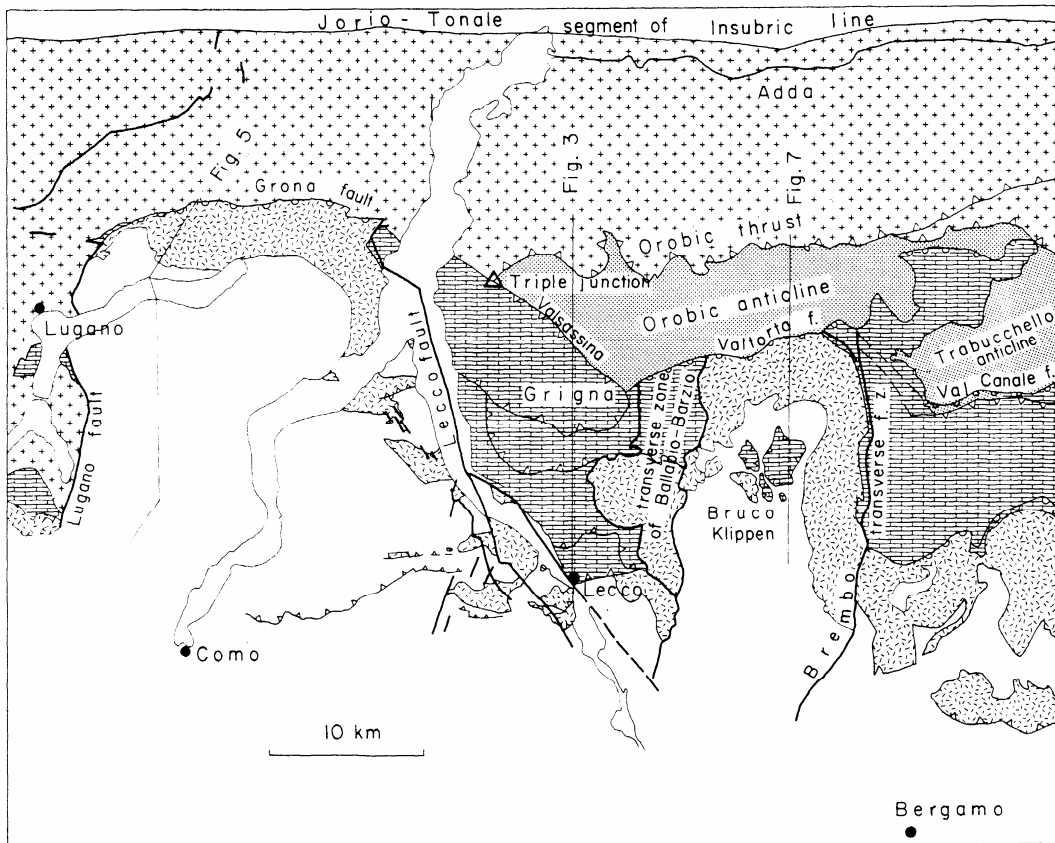 Jorio - Tonale segment of Insubric line
Adda
Fig. 5
Fig. 3
Fig. 7
Grona fault
Orobic thrust
Triple junction
Orobic anticline
Lugano
Valsassina
Valtorta f.
Trabucchello
anticline
Val Canale f.
Lecco fault
Grigna
Lugano fault
transverse zone
of Ballabio-Barzio
transverse f. z.
Bruco
Klippen
Lecco
Brembo
Como
10 km
Bergamo